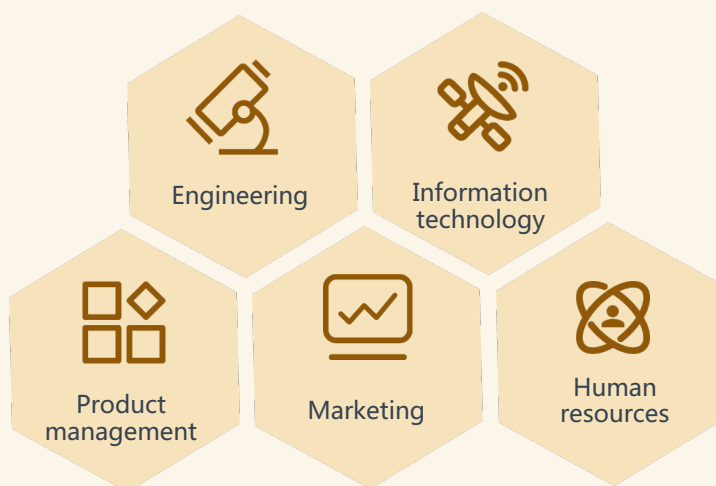 Engineering
Information
technology
Product
management
Marketing
Human
resources